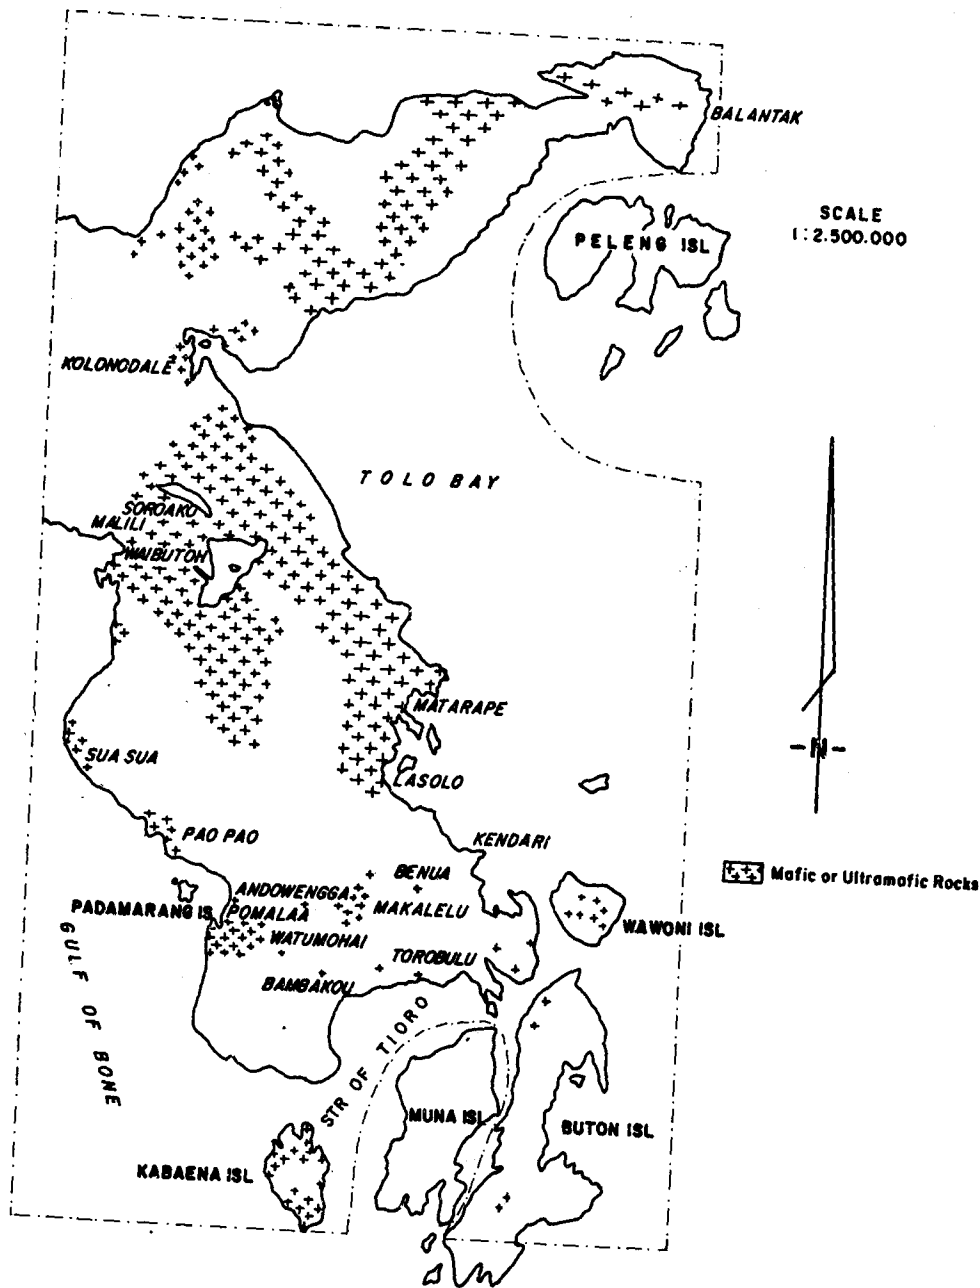 BALANTAK
SCALE
1:2.500.000
PELENG ISL
KOLONODALE
TOLO BAY
SOROAKO
MALILI
WAIBUTOH
MATARAPE
SUA SUA
LASOLO
-N-
PAO PAO
KENDARI
BENUA
Mafic or Ultramafic Rocks
ANDOWENGGA
PADAMARANG IS.
POMALAA
MAKALELU
WAWONI ISL
WATUMOHAI
TOROBULU
BAMBAKOU
GULF OF BONE
STR OF TIORO
MUNA ISL
BUTON ISL
KABAENA ISL